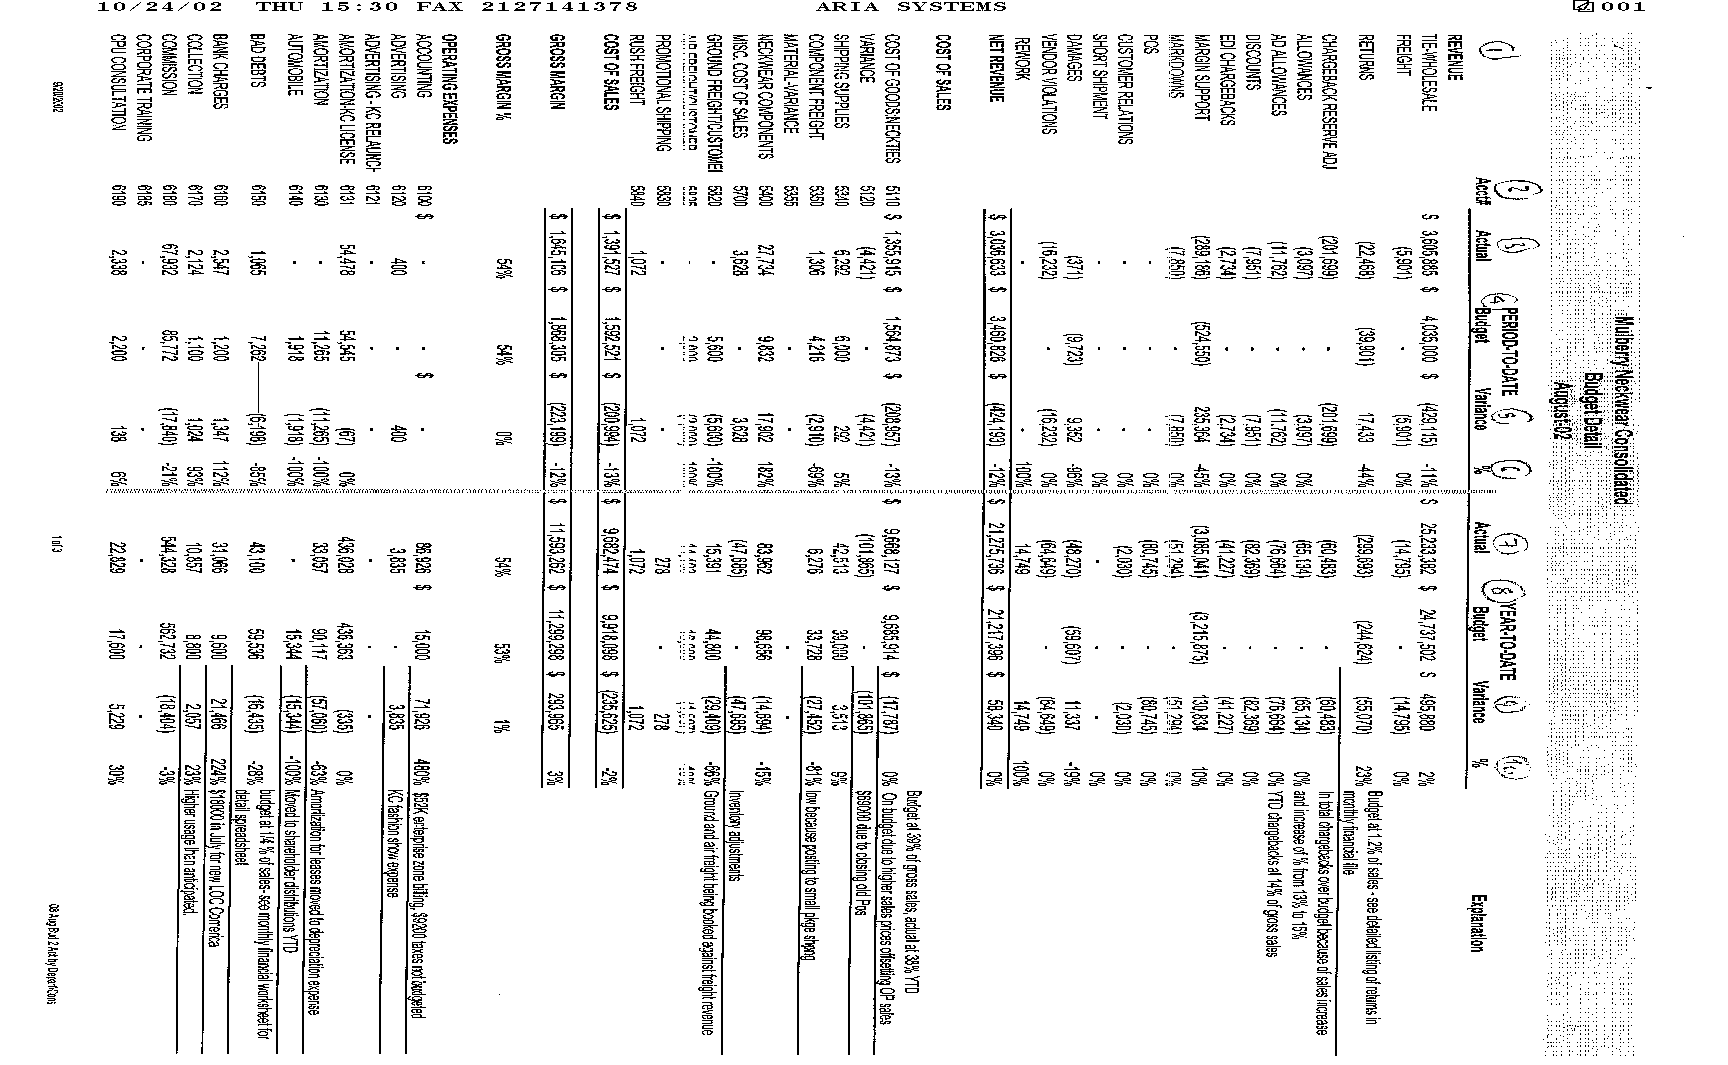 10/24/02 THU 15:30 FAX 2127141378 ARIA SYSTEMS 001
Mulberry Neckwear Consolidated
Budget Detail
August-02
(2) (4) PERIOD-TO-DATE (8) YEAR-TO-DATE
(1) Acct# (3) Actual Budget Variance (5) % (6) (7) Actual Budget Variance (9) % (10) Explanation
REVENUE
TIE-WHOLESALE $ 3,605,885 $ 4,035,000 $ (429,115) -11% $ 25,233,382 $ 24,737,502 $ 495,880 2%
FREIGHT (5,901) - (5,901) 0% (14,795) - (14,795) 0%
RETURNS (22,468) (39,901) 17,433 -44% (299,693) (244,624) (55,070) 23% Budget at 1.2% of sales - see detailed listing of returns in
monthly financial file
CHARGEBACK RESERVE ADJ (201,699) - (201,699) (60,483) - (60,483) In total chargebacks over budget because of sales increase
ALLOWANCES (3,097) - (3,097) 0% (65,134) - (65,134) 0% and increase of % from 13% to 15%
AD ALLOWANCES (11,762) - (11,762) 0% (76,664) - (76,664) 0% YTD chargebacks at 14% of gross sales
DISCOUNTS (7,951) - (7,951) 0% (82,369) - (82,369) 0%
EDI CHARGEBACKS (2,734) - (2,734) 0% (41,227) - (41,227) 0%
MARGIN SUPPORT (289,186) (524,550) 235,364 -45% (3,085,041) (3,215,875) 130,834 10%
MARKDOWNS (7,850) - (7,850) 0% (51,294) - (51,294) 0%
POS - - 0% (80,745) - (80,745) 0%
CUSTOMER RELATIONS - - 0% (2,030) - (2,030) 0%
SHORT SHIPMENT - - 0% - 0%
DAMAGES (371) (9,723) 9,352 -96% (48,270) (59,607) 11,337 -19%
VENDOR VIOLATIONS (16,232) - (16,232) 0% (64,649) - (64,649) 0%
REWORK - 100% 14,749 14,749 100%
NET REVENUE $ 3,036,633 $ 3,460,826 $ (424,193) -12% $ 21,275,736 $ 21,217,396 $ 58,340 0%
COST OF SALES
Budget at 39% of gross sales, actual at 38% YTD
COST OF GOODS/NECKTIES 5110 $ 1,355,915 $ 1,564,873 $ (208,957) -13% $ 9,668,127 $ 9,685,914 $ (17,787) 0% On budget due to higher sales prices offsetting OP sales
VARIANCE 5120 (4,421) - (4,421) (101,965) (101,965) $69000 due to closing old Pos
SHIPPING SUPPLIES 5340 6,292 6,000 292 5% 42,513 39,000 3,513 9%
COMPONENT FREIGHT 5350 1,306 4,216 (2,910) -69% 6,276 33,728 (27,452) -81% low because posting to small pkge shpng
MATERIAL-VARIANCE 5355 - - - - -
NECKWEAR COMPONENTS 5400 27,734 9,832 17,902 182% 83,962 98,656 (14,694) -15%
MISC. COST OF SALES 5700 3,628 - 3,628 (47,685) (47,685) Inventory adjustments
GROUND FREIGHT/CUSTOMER 5820 - 5,600 (5,600) -100% 15,391 44,800 (29,409) -66% Ground and air freight being booked against freight revenue
AIR FREIGHT/CUSTOMER
PROMOTIONAL SHIPPING 5830 - - 278 - 278
RUSH FREIGHT 5840 1,072 - 1,072 1,072 - 1,072
COST OF SALES $ 1,391,527 $ 1,592,521 $ (200,994) -13% $ 9,682,474 $ 9,918,098 $ (235,625) -2%
GROSS MARGIN $ 1,645,106 $ 1,868,305 $ (223,199) -12% $ 11,593,262 $ 11,299,298 $ 293,965 3%
GROSS MARGIN % 54% 54% 0% 54% 53% 1%
OPERATING EXPENSES
ACCOUNTING 6100 $ - - $ - 86,926 $ 15,000 71,926 480% $52K enterprise zone billing, $9200 taxes not budgeted
ADVERTISING 6120 400 - 400 3,835 - 3,835 KC fashion show expense
ADVERTISING - KC RELAUNCH 6121 - - - -
AMORTIZATION-KC LICENSE 6131 54,478 54,545 (67) 0% 436,028 436,363 (335) 0%
AMORTIZATION 6130 - 11,265 (11,265) -100% 33,057 90,117 (57,060) -63% Amortization for leases moved to depreciation expense
AUTOMOBILE 6140 - 1,918 (1,918) -100% - 15,344 (15,344) -100% Moved to shareholder distributions YTD
BAD DEBTS 6150 1,065 7,262 (6,198) -85% 43,100 59,536 (16,435) -28% budget at 1/4 % of sales- see monthly financial worksheet for
detail spreadsheet
BANK CHARGES 6160 2,547 1,200 1,347 112% 31,066 9,600 21,466 224% $18000 in July for new LOC Comerica
COLLECTION 6170 2,124 1,100 1,024 93% 10,857 8,800 2,057 23% Higher usage than anticipated.
COMMISSION 6180 67,932 85,772 (17,840) -21% 544,328 562,732 (18,404) -3%
CORPORATE TRAINING 6185 - - - - - -
CPU CONSULTATION 6190 2,338 2,200 138 6% 22,829 17,600 5,229 30%
1 of 3